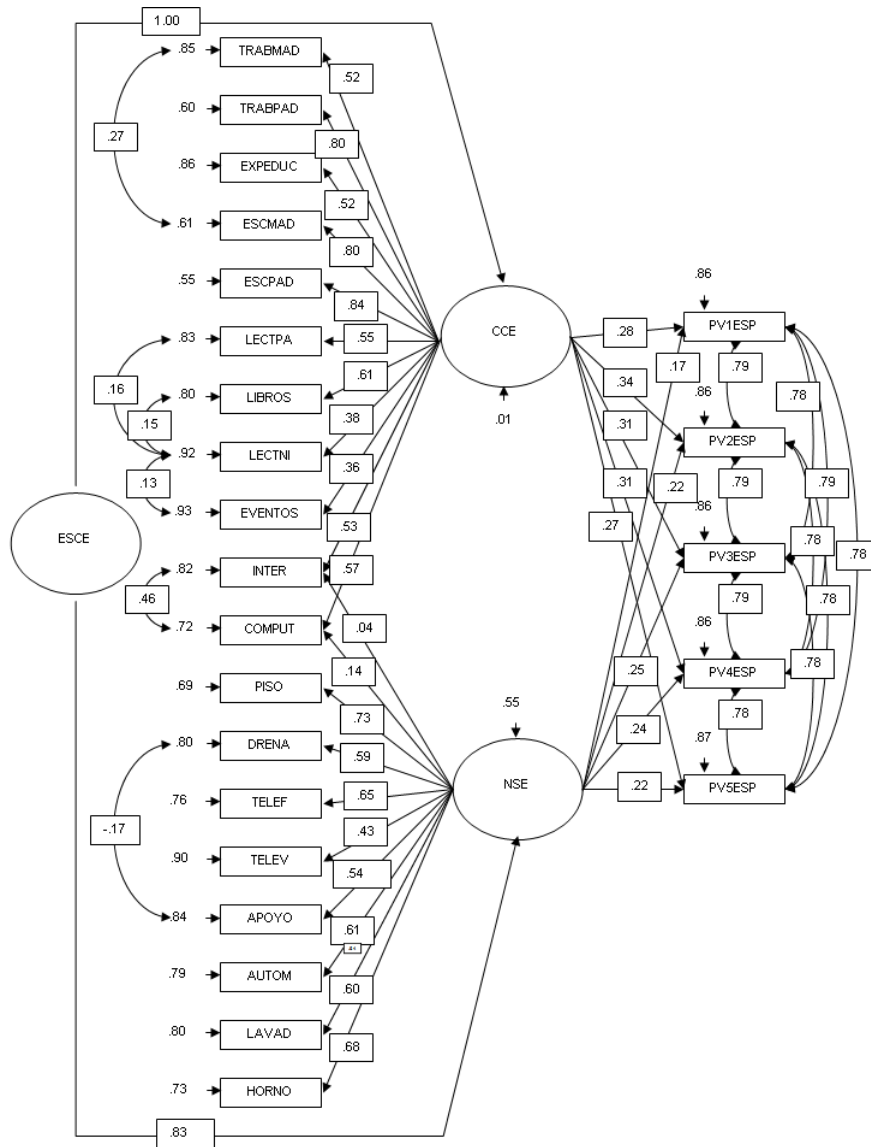 1.00
.85 TRABMAD
.52
.60 TRABPAD
.27
.80
.86 EXPEDUC
.52
.61 ESCMAD
.80
.55 ESCPAD
.84
.83 LECTPA
.55
.16
.61
.80 LIBROS
.15
.38
.92 LECTNI
.13
.36
.93 EVENTOS
.53
ESCE
.82 INTER
.57
.46
.04
.72 COMPUT
.14
.69 PISO
.73
.80 DRENA
.59
.76 TELEF
.65
-.17
.43
.90 TELEV
.54
.84 APOYO
.61
.79 AUTOM
.60
.80 LAVAD
.68
.73 HORNO
.83
CCE
.01
.55
NSE
.28
.17
.34
.31
.31
.22
.27
.25
.24
.22
.86
PV1ESP
.79
.78
.86
PV2ESP
.79
.79
.86
.78
PV3ESP
.78
.79
.78
.86
.78
PV4ESP
.78
.87
PV5ESP